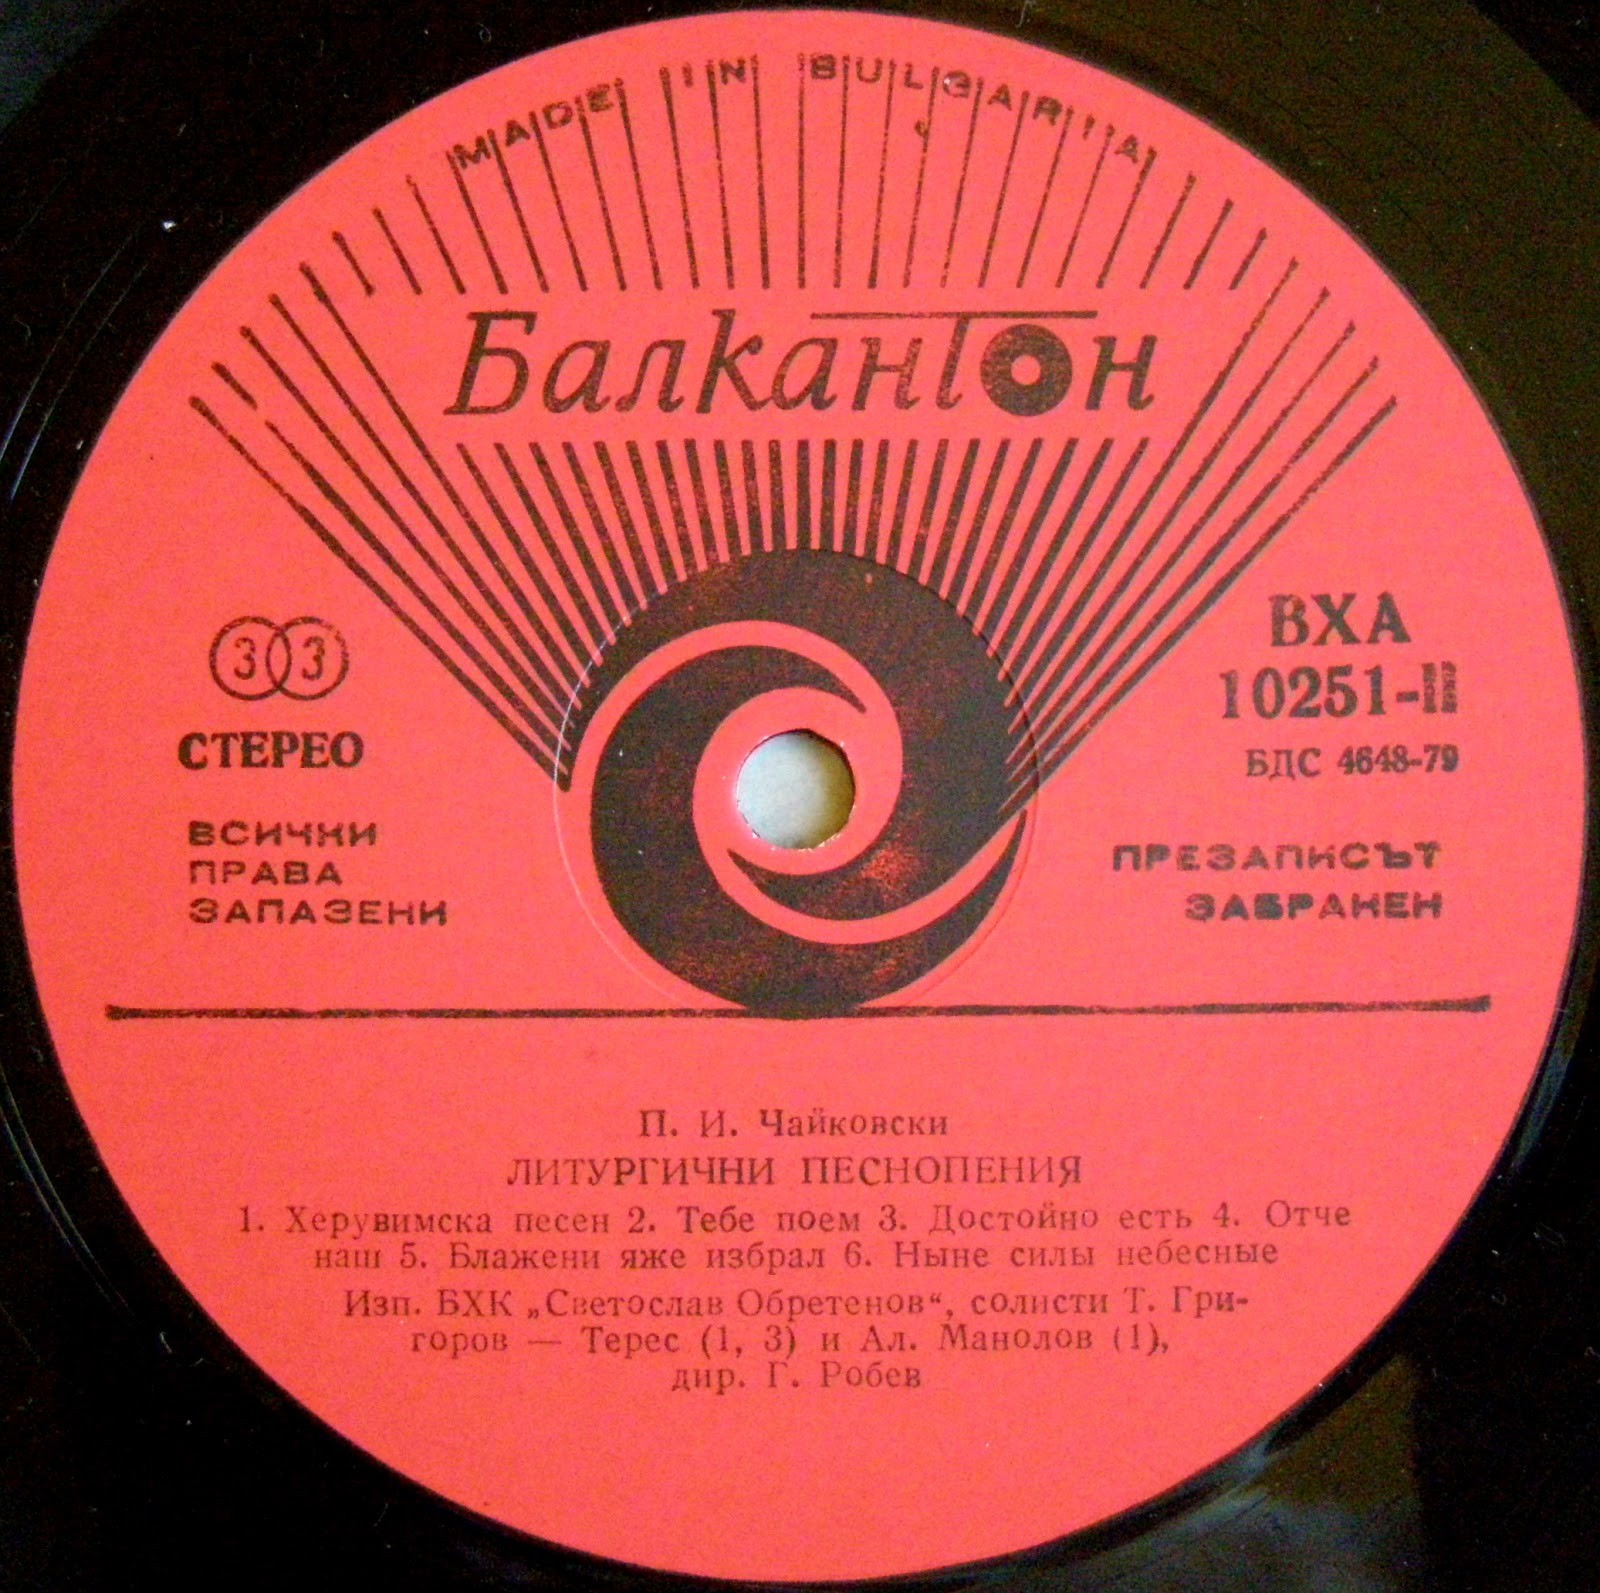 MADE IN BULGARIA
Балкантон
33
СТЕРЕО
ВСИЧКИ
ПРАВА
ЗАПАЗЕНИ
ВХА
10251-II
БДС 4648-79
ПРЕЗАПИСЪТ
ЗАБРАНЕН
П. И. Чайковски
ЛИТУРГИЧНИ ПЕСНОПЕНИЯ
1. Херувимска песен 2. Тебе поем 3. Достойно есть 4. Отче
наш 5. Блажени яже избрал 6. Ныне силы небесные
Изп. БХК „Светослав Обретенов“, солисти Т. Гри-
горов — Терес (1, 3) и Ал. Манолов (1),
дир. Г. Робев